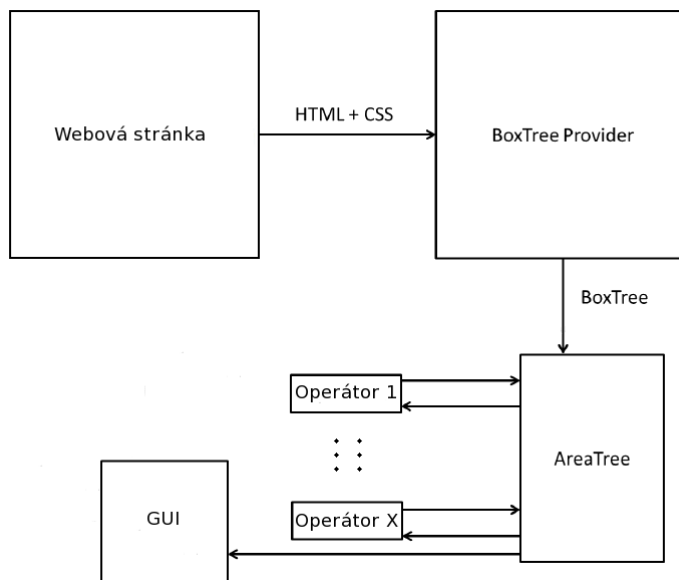 Webová stránka
HTML + CSS
BoxTree Provider
BoxTree
Operátor 1
AreaTree
Operátor X
GUI